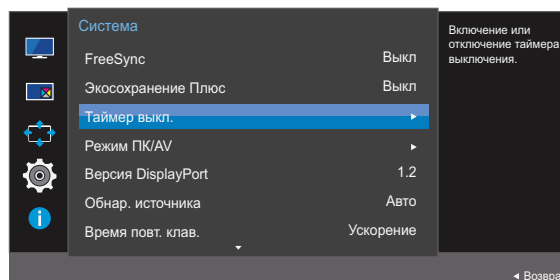 Система
FreeSync Выкл
Экосохранение Плюс Выкл
Таймер выкл.
Режим ПК/AV
Версия DisplayPort 1.2
Обнар. источника Авто
Время повт. клав. Ускорение
Включение или
отключение таймера
выключения.